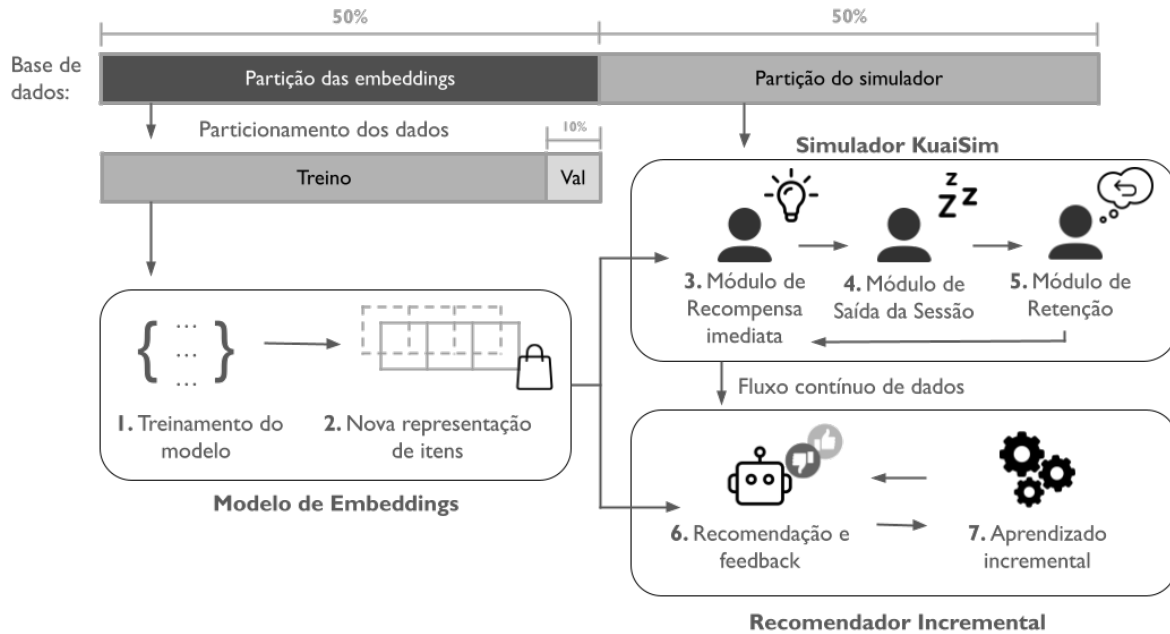 50%
50%
Base de
dados:
Partição das embeddings
Partição do simulador
Particionamento dos dados
10%
Treino
Val
Simulador KuaiSim
z
Z
z
3. Módulo de
Recompensa
imediata
4. Módulo de
Saída da Sessão
5. Módulo de
Retenção
{ ... }
...
...
1. Treinamento do
modelo
2. Nova representação
de itens
Modelo de Embeddings
Fluxo contínuo de dados
6. Recomendação e
feedback
7. Aprendizado
incremental
Recomendador Incremental